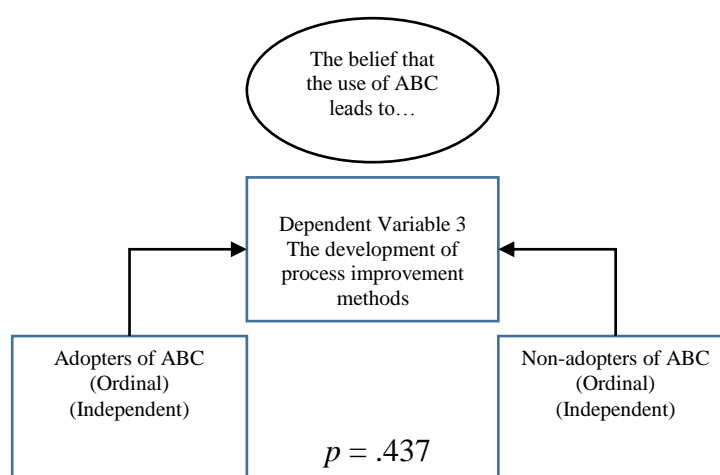 The belief that
the use of ABC
leads to…
Dependent Variable 3
The development of
process improvement
methods
Adopters of ABC
(Ordinal)
(Independent)
Non-adopters of ABC
(Ordinal)
(Independent)
p = .437